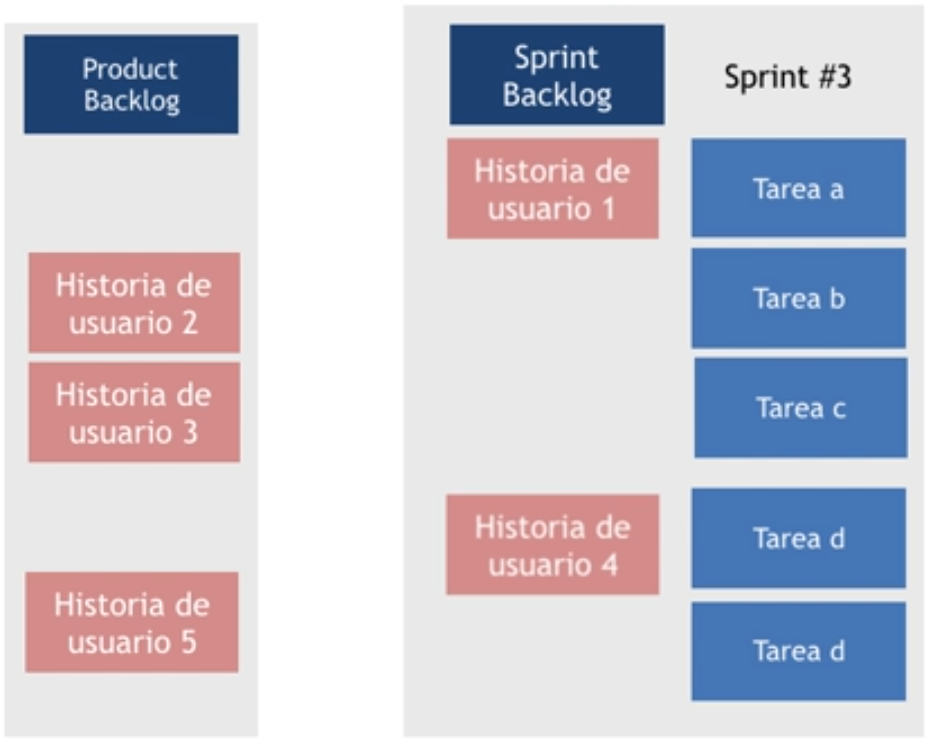 Product
Backlog
Historia de
usuario 2
Historia de
usuario 3
Historia de
usuario 5
Sprint
Backlog
Sprint #3
Historia de
usuario 1
Tarea a
Tarea b
Tarea c
Historia de
usuario 4
Tarea d
Tarea d